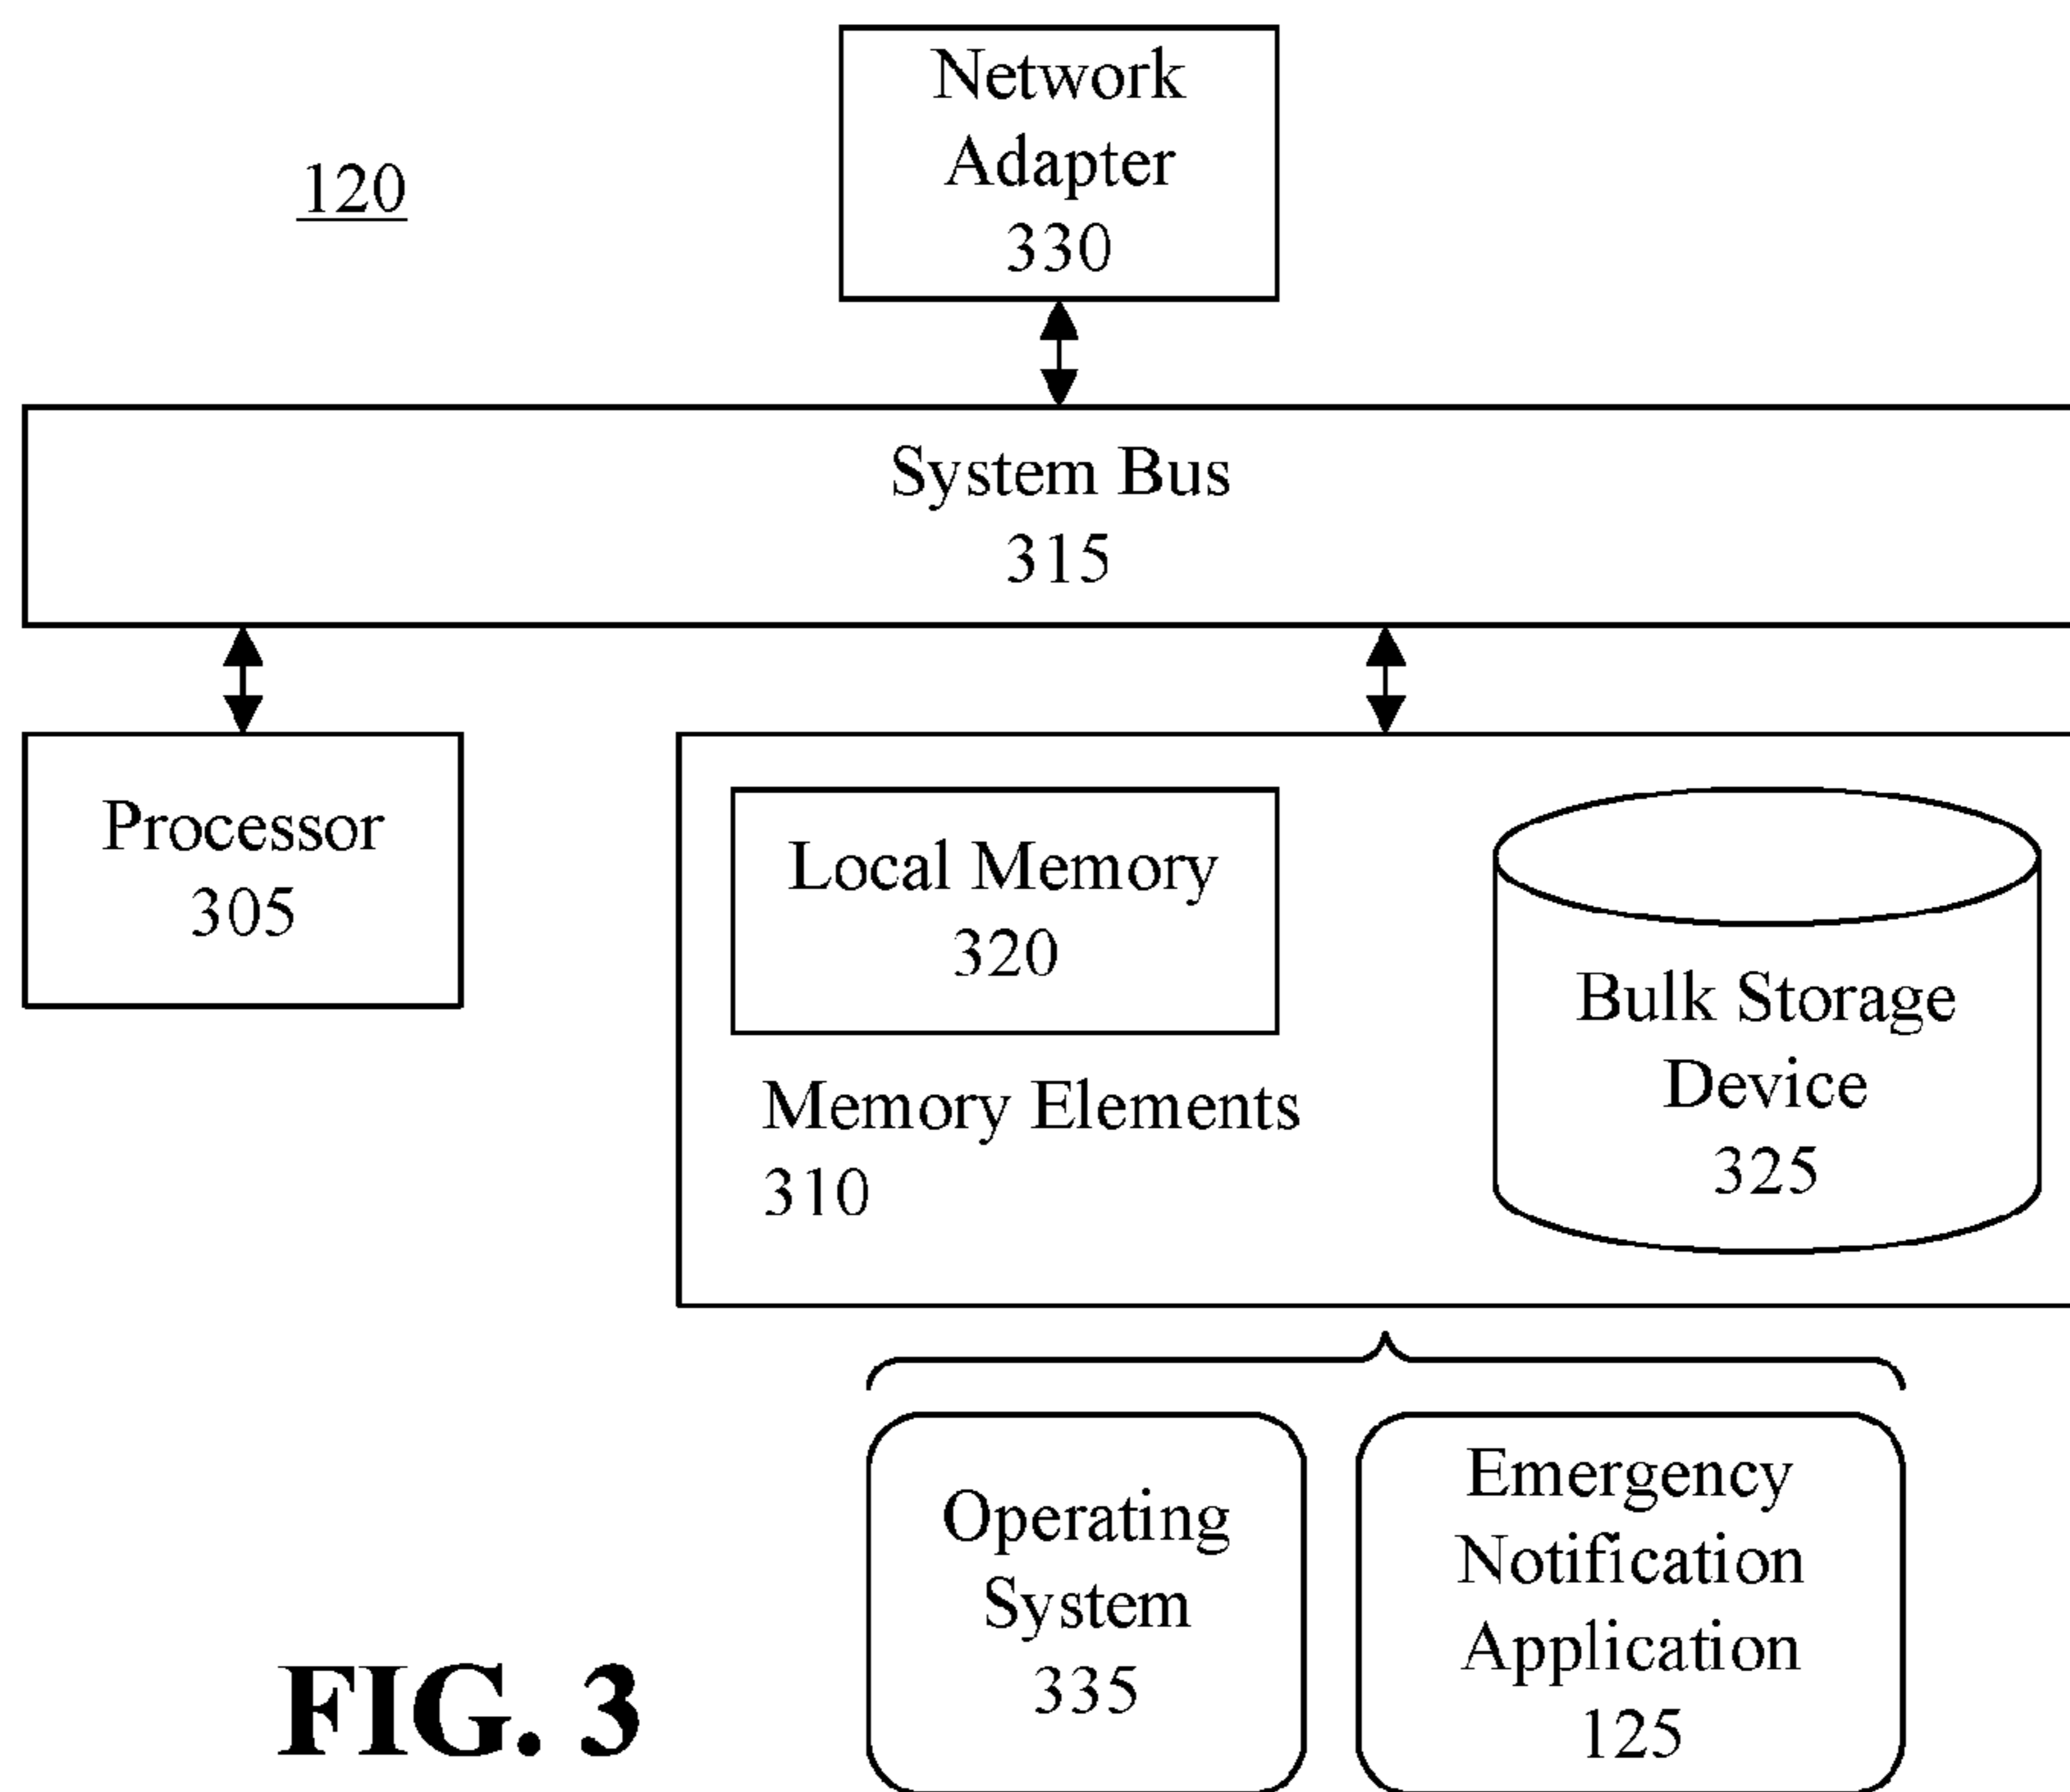 Network
Adapter
330
120
System Bus
315
Processor
305
Local Memory
320
Memory Elements
310
Bulk Storage
Device
325
Operating
System
335
Emergency
Notification
Application
125
FIG. 3